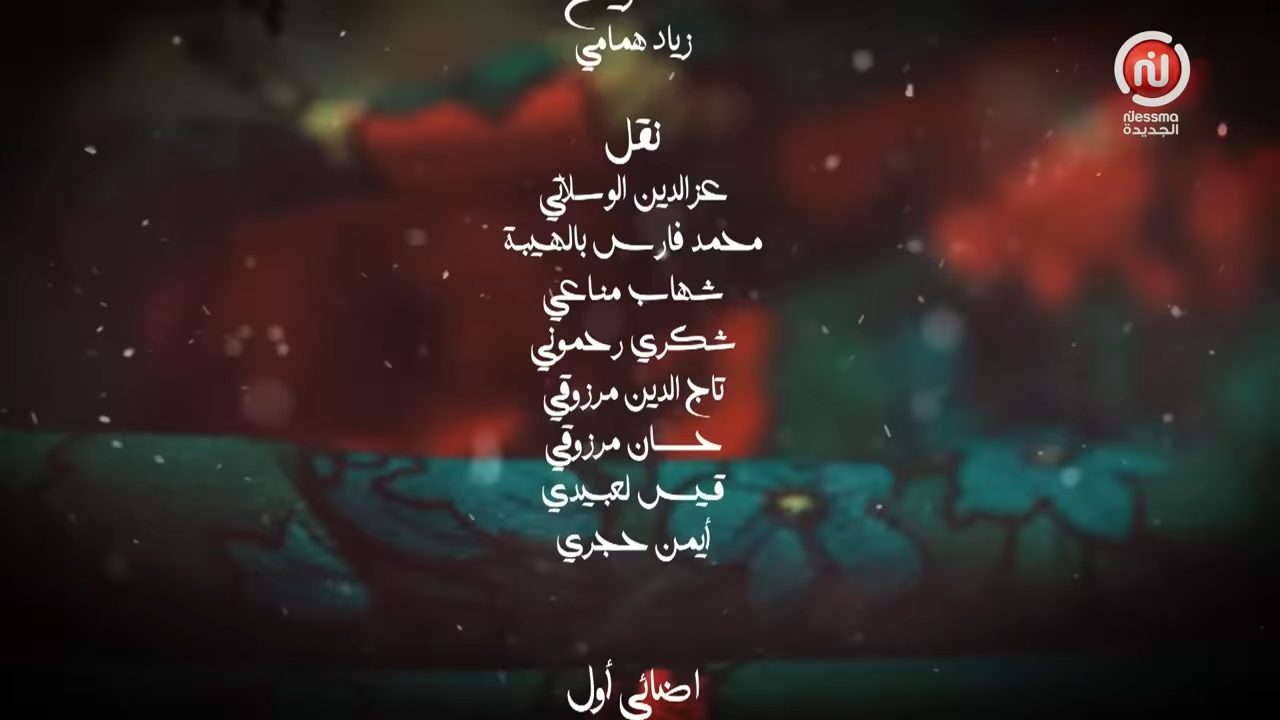 زياد همامي
Nessma
الجديدة
نقل
عزالدين الوسلاتي
محمد فارس بالهيبة
شهاب مناعي
شكري رحموني
تاج الدين مرزوقي
حسان مرزوقي
قيس لعبيدي
أيمن حجري
اضائي أول